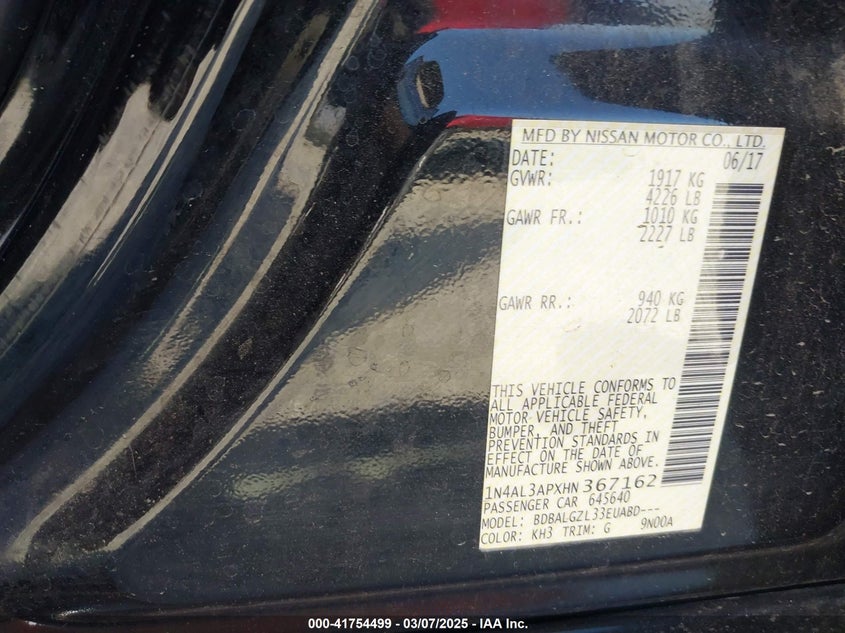 MFD BY NISSAN MOTOR CO., LTD.
DATE: 06/17
GVWR: 1917 KG
4226 LB
GAWR FR.: 1010 KG
2227 LB
GAWR RR.: 940 KG
2072 LB
THIS VEHICLE CONFORMS TO
ALL APPLICABLE FEDERAL
MOTOR VEHICLE SAFETY,
BUMPER, AND THEFT
PREVENTION STANDARDS IN
EFFECT ON THE DATE OF
MANUFACTURE SHOWN ABOVE.
1N4AL3APXHN367162
PASSENGER CAR 645640
MODEL: BDBALGZL33EUABD---
COLOR: KH3 TRIM: G 9N00A
000-41754499 - 03/07/2025 - IAA Inc.